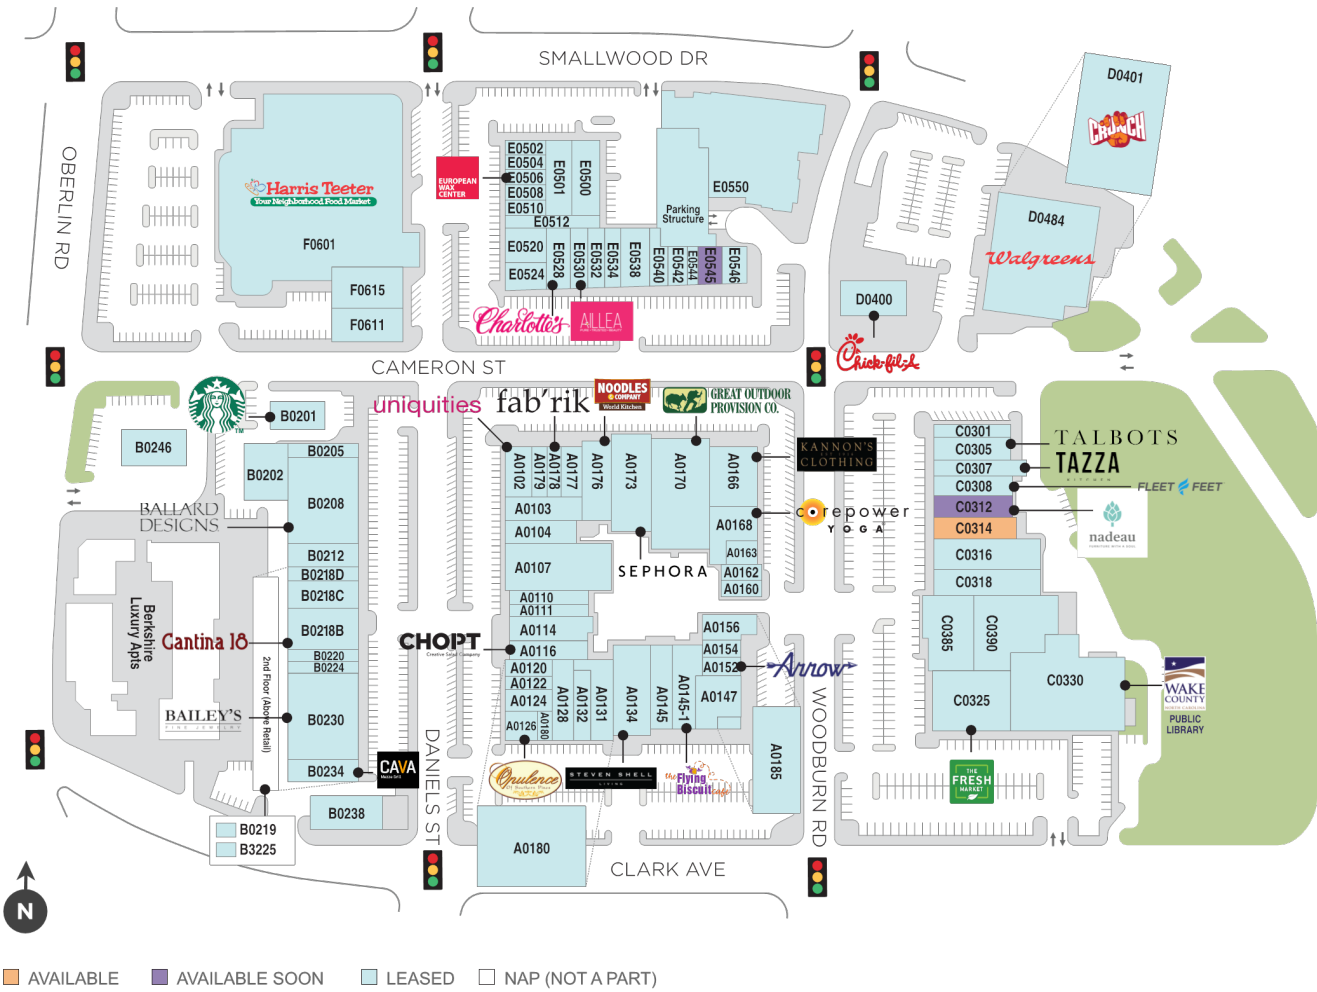 SMALLWOOD DR
OBERLIN RD
Harris Teeter
Your Neighborhood Food Market
F0601
F0615
F0611
EUROPEAN
WAX
CENTER
E0502
E0504
E0506
E0508
E0510
E0512
E0501
E0500
E0520
E0524
E0528
E0530
E0532
E0534
E0538
E0540
E0542
E0544
E0545
E0546
E0550
Parking
Structure
Charlotte's
AILLEA
D0401
CRUNCH
D0484
Walgreens
D0400
Chick-fil-A
CAMERON ST
B0201
B0246
B0202
B0205
B0208
BALLARD
DESIGNS
B0212
B0218D
B0218C
B0218B
Cantina 18
B0220
B0224
B0230
BAILEY'S
FINE JEWELRY
B0234
CAVA
B0238
Berkshire
Luxury Apts
2nd Floor (Above Retail)
B0219
B3225
DANIELS ST
uniquities
fab'rik
NOODLES
& COMPANY
World Kitchen
GREAT OUTDOOR
PROVISION CO.
KANNON'S
CLOTHING
corepower
YOGA
SEPHORA
A0102
A0179
A0178
A0177
A0176
A0173
A0170
A0166
A0168
A0163
A0162
A0160
A0103
A0104
A0107
A0110
A0111
A0114
A0116
CHOPT
Creative Salad Company
A0120
A0122
A0124
A0126
A0180
A0128
A0132
A0131
A0134
A0145
A0145-1
A0147
A0156
A0154
A0152
Arrow
A0185
Opulence
STEVEN SHELL
LIVING
the
Flying
Biscuit
cafe
A0180
CLARK AVE
WOODBURN RD
C0301
C0305
C0307
C0308
C0312
C0314
C0316
C0318
C0385
C0390
C0325
C0330
TALBOTS
TAZZA
KITCHEN
FLEET FEET
nadeau
WAKE
COUNTY
NORTH CAROLINA
PUBLIC
LIBRARY
THE
FRESH
MARKET
N
AVAILABLE
AVAILABLE SOON
LEASED
NAP (NOT A PART)